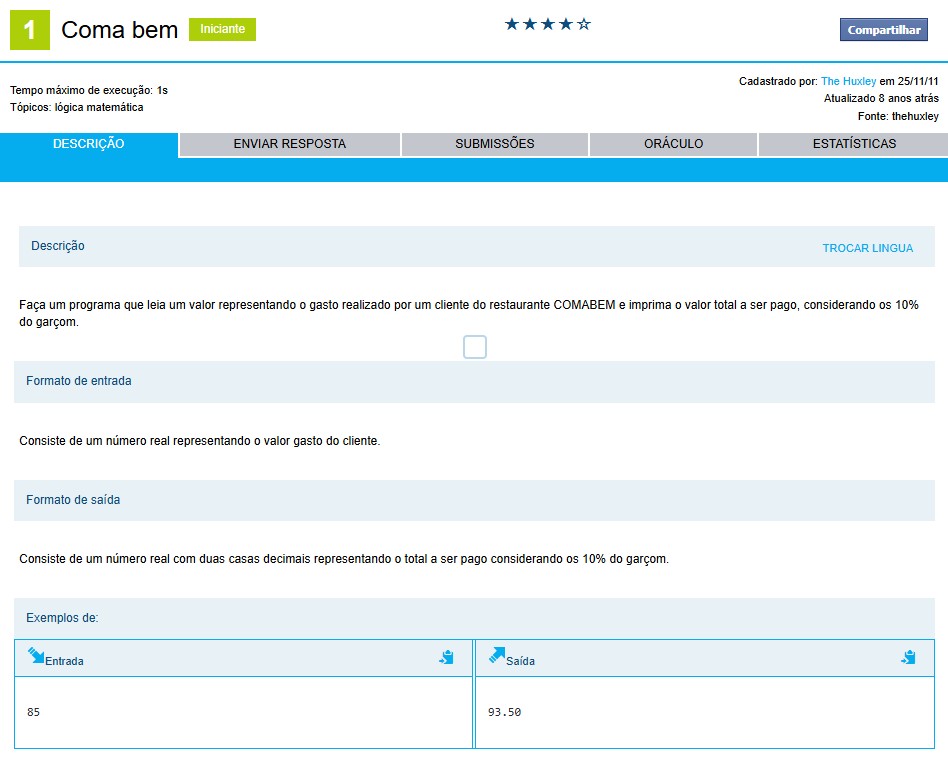 1 Coma bem Iniciante Compartilhar
Tempo máximo de execução: 1s
Tópicos: lógica matemática
Cadastrado por: The Huxley em 25/11/11
Atualizado 8 anos atrás
Fonte: thehuxley
DESCRIÇÃO ENVIAR RESPOSTA SUBMISSÕES ORÁCULO ESTATÍSTICAS
Descrição TROCAR LINGUA
Faça um programa que leia um valor representando o gasto realizado por um cliente do restaurante COMABEM e imprima o valor total a ser pago, considerando os 10%
do garçom.
Formato de entrada
Consiste de um número real representando o valor gasto do cliente.
Formato de saída
Consiste de um número real com duas casas decimais representando o total a ser pago considerando os 10% do garçom.
Exemplos de:
Entrada Saída
85 93.50